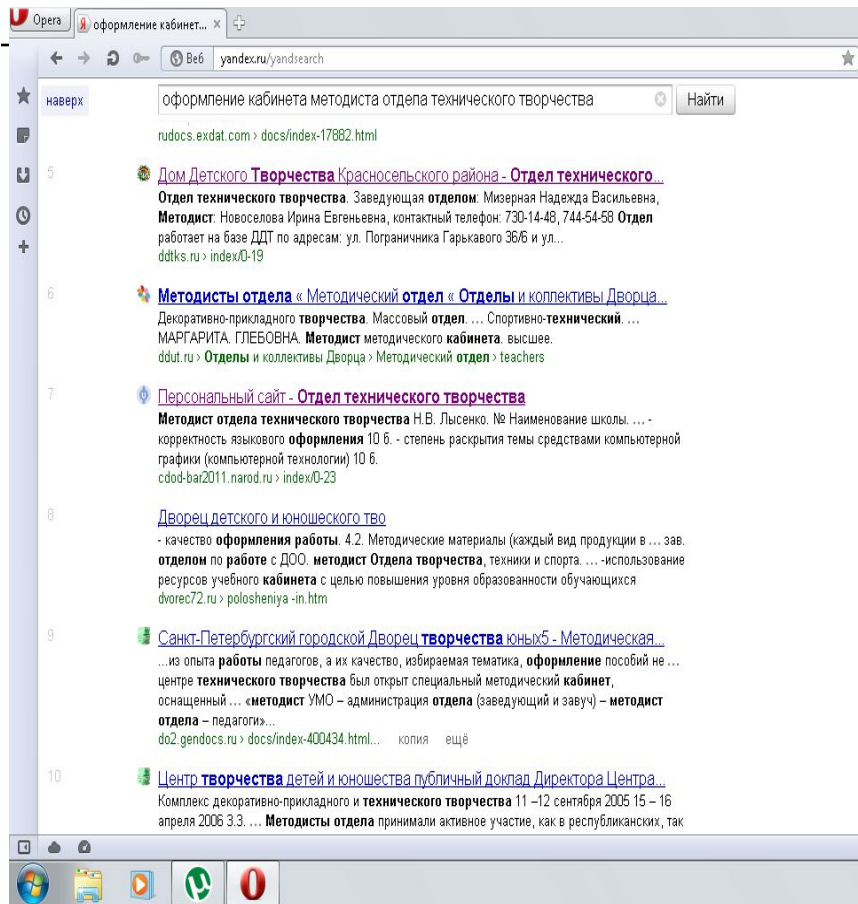 Opera
оформление кабинет...
Веб
yandex.ru/yandsearch
наверх
оформление кабинета методиста отдела технического творчества
Найти
rudocs.exdat.com › docs/index-17882.html
5
Дом Детского Творчества Красносельского района - Отдел технического...
Отдел технического творчества. Заведующая отделом: Мизерная Надежда Васильевна,
Методист: Новоселова Ирина Евгеньевна, контактный телефон: 730-14-48, 744-54-58 Отдел
работает на базе ДДТ по адресам: ул. Пограничника Гарькавого 36/6 и ул...
ddtks.ru › index/0-19
6
Методисты отдела « Методический отдел « Отделы и коллективы Дворца...
Декоративно-прикладного творчества. Массовый отдел. ... Спортивно-технический. ...
МАРГАРИТА. ГЛЕБОВНА. Методист методического кабинета. высшее.
ddut.ru › Отделы и коллективы Дворца › Методический отдел › teachers
7
Персональный сайт - Отдел технического творчества
Методист отдела технического творчества Н.В. Лысенко. № Наименование школы. ... -
корректность языкового оформления 10 б. - степень раскрытия темы средствами компьютерной
графики (компьютерной технологии) 10 б.
cdod-bar2011.narod.ru › index/0-23
8
Дворец детского и юношеского тво
- качество оформления работы. 4.2. Методические материалы (каждый вид продукции в ... зав.
отделом по работе с ДОО. методист Отдела творчества, техники и спорта. ... -использование
ресурсов учебного кабинета с целью повышения уровня образованности обучающихся
dvorec72.ru › polosheniya -in.htm
9
Санкт-Петербургский городской Дворец творчества юных5 - Методическая...
...из опыта работы педагогов, а их качество, избираемая тематика, оформление пособий не ...
центре технического творчества был открыт специальный методический кабинет,
оснащенный ... «методист УМО – администрация отдела (заведующий и завуч) – методист
отдела – педагоги»...
do2.gendocs.ru › docs/index-400434.html... копия ещё
10
Центр творчества детей и юношества публичный доклад Директора Центра...
Комплекс декоративно-прикладного и технического творчества 11 –12 сентября 2005 15 – 16
апреля 2006 3.3. ... Методисты отдела принимали активное участие, как в республиканских, так